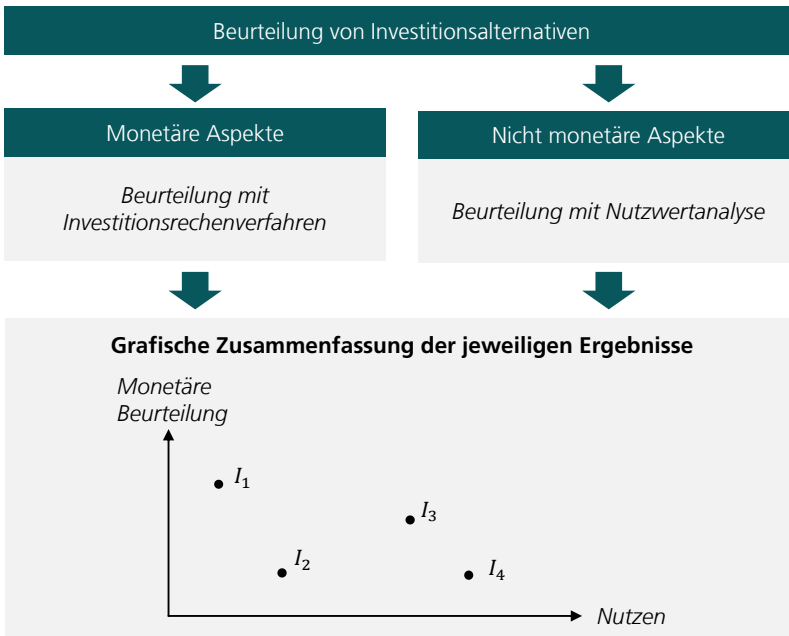 Beurteilung von Investitionsalternativen
Monetäre Aspekte
Beurteilung mit
Investitionsrechenverfahren
Nicht monetäre Aspekte
Beurteilung mit Nutzwertanalyse
Grafische Zusammenfassung der jeweiligen Ergebnisse
Monetäre
Beurteilung
I₁
I₂
I₃
I₄
Nutzen